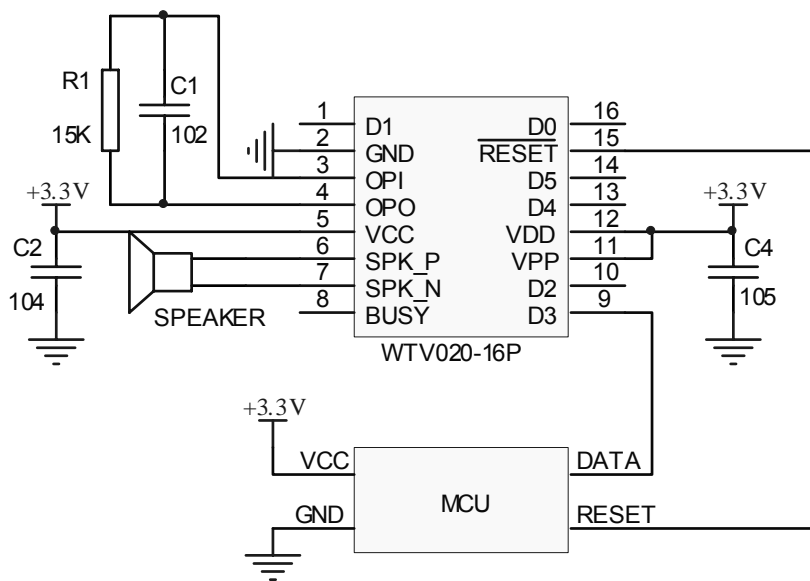 R1
15K
C1
102
+3.3V
C2
104
SPEAKER
1
2
3
4
5
6
7
8
D1
GND
OPI
OPO
VCC
SPK_P
SPK_N
BUSY
D0
RESET
D5
D4
VDD
VPP
D2
D3
16
15
14
13
12
11
10
9
WTV020-16P
+3.3V
C4
105
+3.3V
VCC
GND
MCU
DATA
RESET